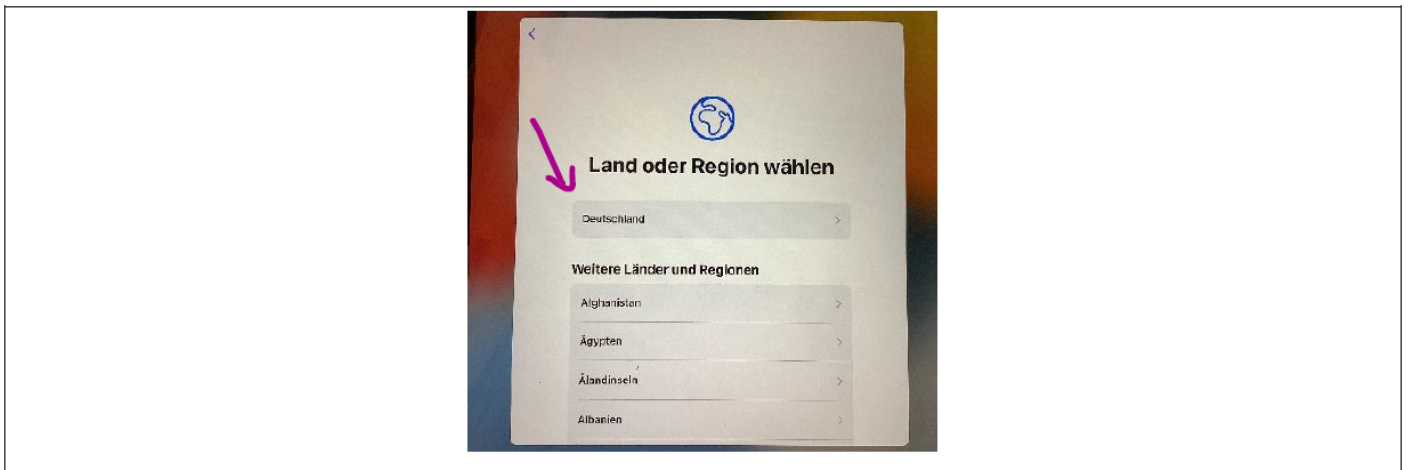 Land oder Region wählen
Deutschland
Weitere Länder und Regionen
Afghanistan
Ägypten
Ålandinseln
Albanien